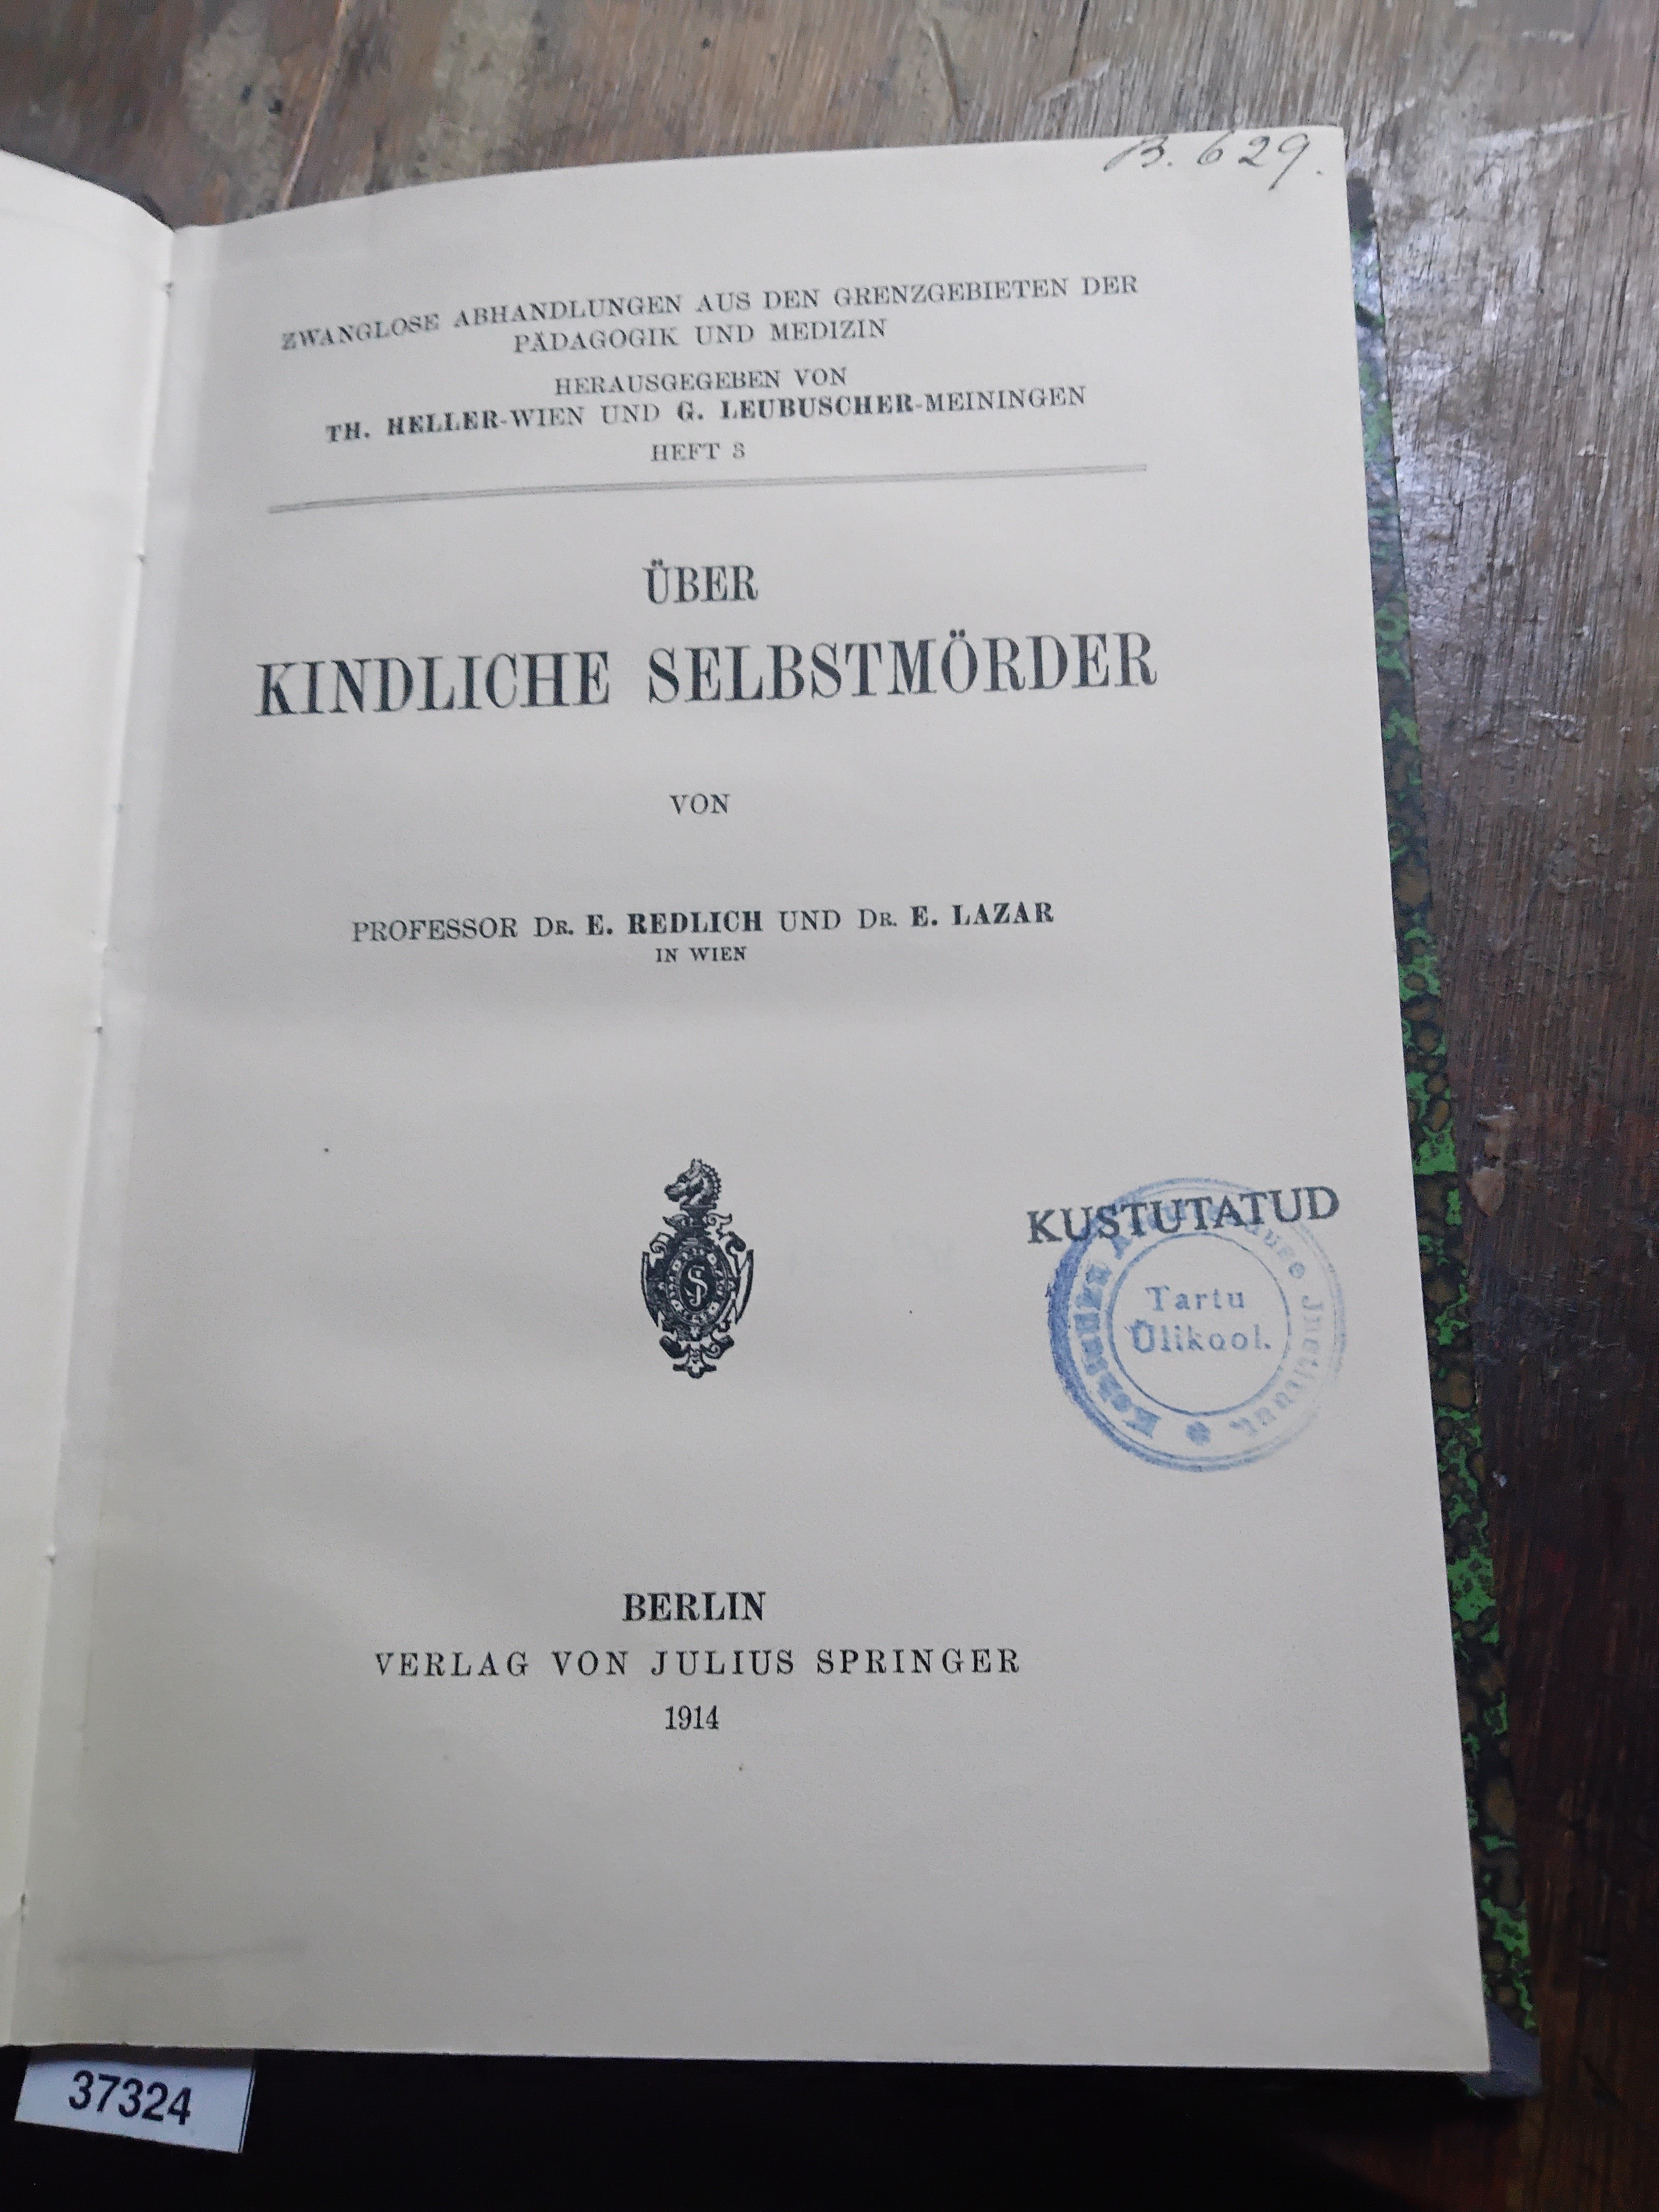 B. 629.
ZWANGLOSE ABHANDLUNGEN AUS DEN GRENZGEBIETEN DER
PÄDAGOGIK UND MEDIZIN
HERAUSGEGEBEN VON
TH. HELLER-WIEN UND G. LEUBUSCHER-MEININGEN
HEFT 3
ÜBER
KINDLICHE SELBSTMÖRDER
VON
PROFESSOR DR. E. REDLICH UND DR. E. LAZAR
IN WIEN
KUSTUTATUD
Tartu
Ülikool.
BERLIN
VERLAG VON JULIUS SPRINGER
1914
37324